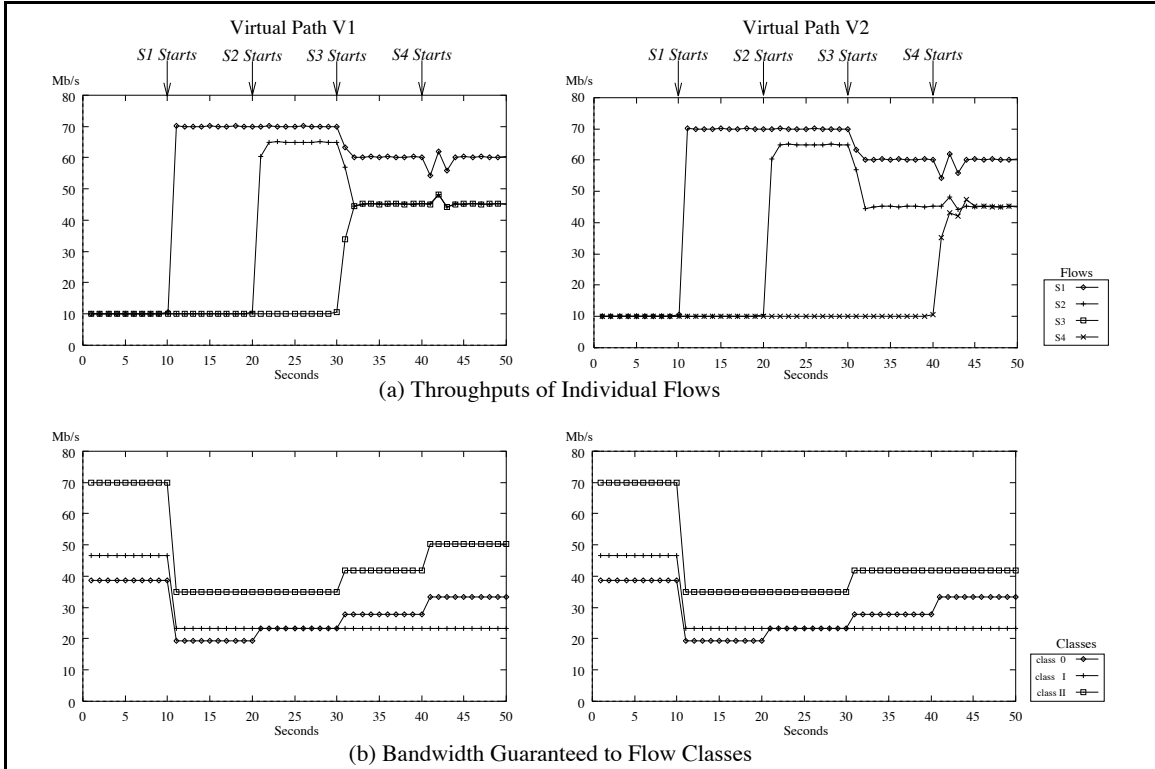 Virtual Path V1
Virtual Path V2
S1 Starts S2 Starts S3 Starts S4 Starts
S1 Starts S2 Starts S3 Starts S4 Starts
Mb/s
80
70
60
50
40
30
20
10
0
0 5 10 15 20 25 30 35 40 45 50
Seconds
Mb/s
80
70
60
50
40
30
20
10
0
0 5 10 15 20 25 30 35 40 45 50
Seconds
Flows
S1
S2
S3
S4
(a) Throughputs of Individual Flows
Mb/s
80
70
60
50
40
30
20
10
0
0 5 10 15 20 25 30 35 40 45 50
Seconds
Mb/s
80
70
60
50
40
30
20
10
0
0 5 10 15 20 25 30 35 40 45 50
Seconds
Classes
class 0
class I
class II
(b) Bandwidth Guaranteed to Flow Classes